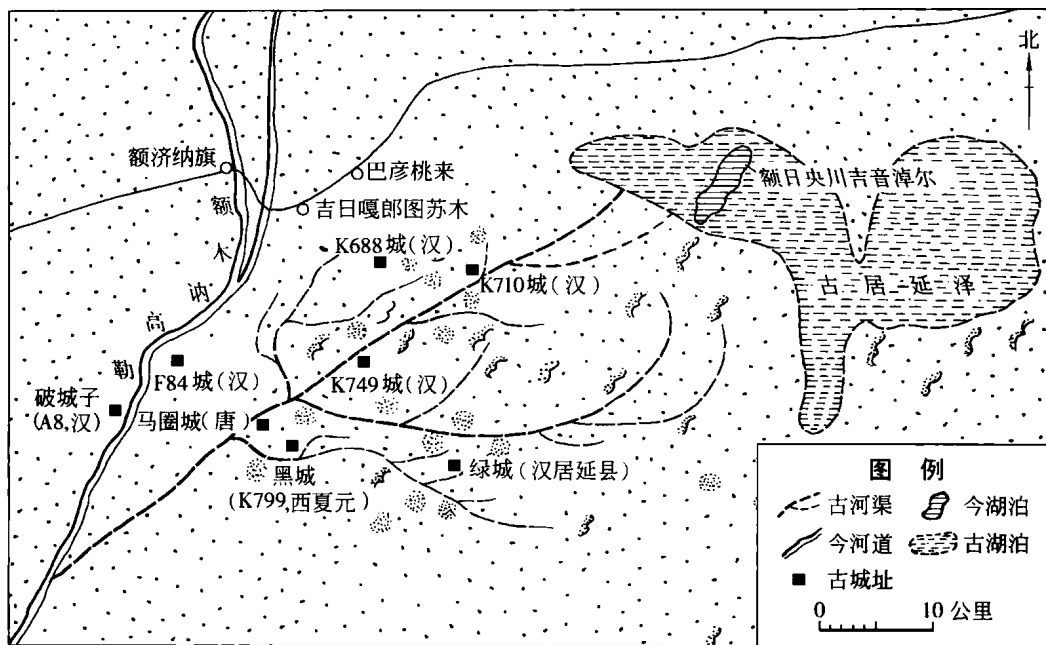 北
额济纳旗
巴彦桃来
额日央川吉音淖尔
吉日嘎郎图苏木
额
木
讷
高
勒
K688城(汉)
K710城(汉)
古居延泽
F84城(汉)
K749城(汉)
破城子
(A8,汉)
马圈城(唐)
黑城
(K799,西夏元)
绿城(汉居延县)
图例
古河渠
今湖泊
今河道
古湖泊
古城址
0 10公里